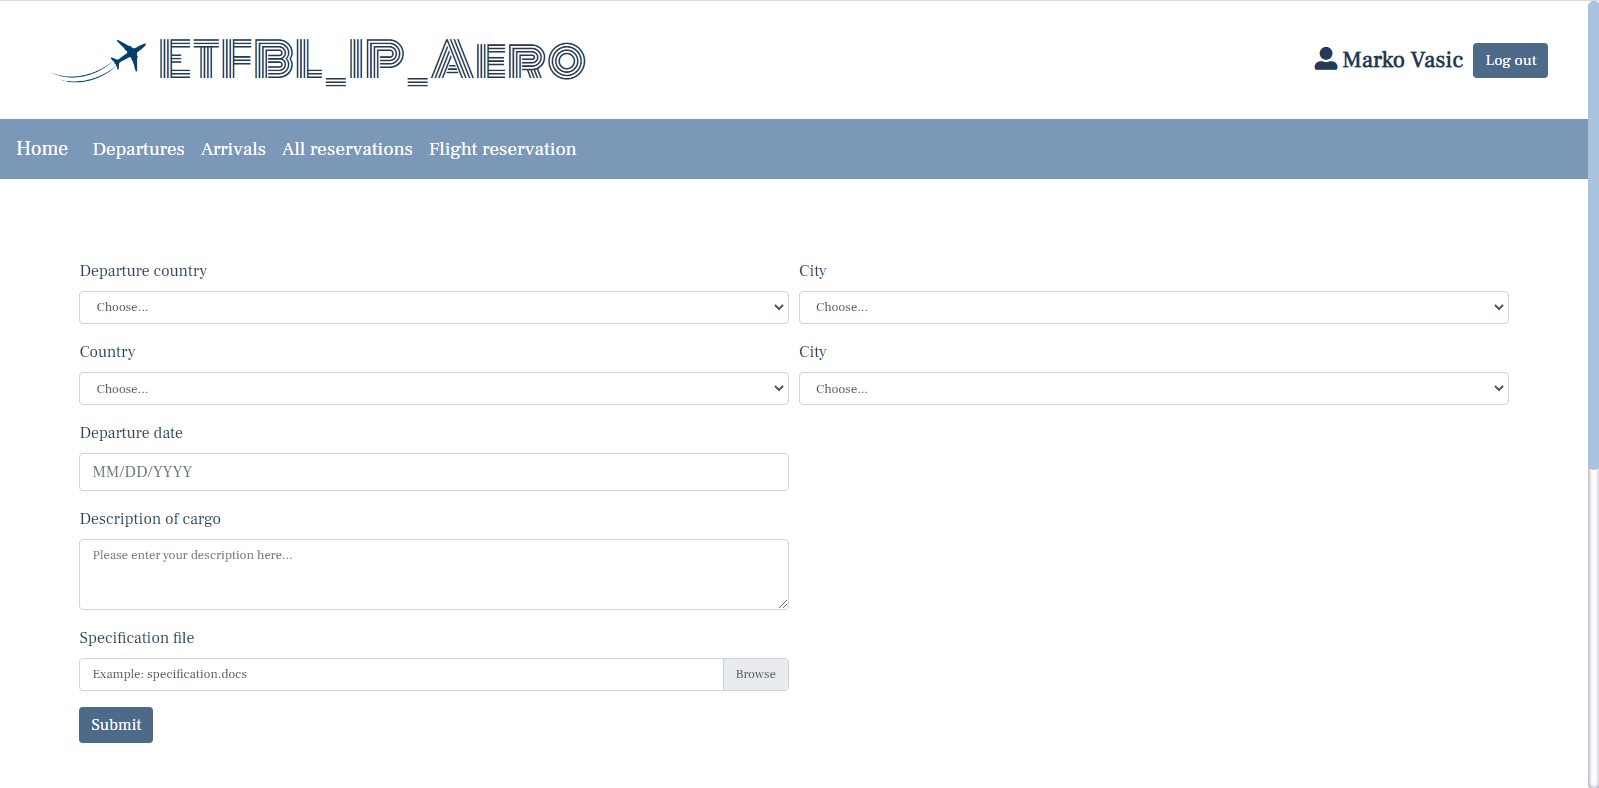 ETFBL_IP_AERO
Marko Vasic Log out
Home Departures Arrivals All reservations Flight reservation
Departure country City
Choose... Choose...
Country City
Choose... Choose...
Departure date
MM/DD/YYYY
Description of cargo
Please enter your description here...
Specification file
Example: specification.docs Browse
Submit